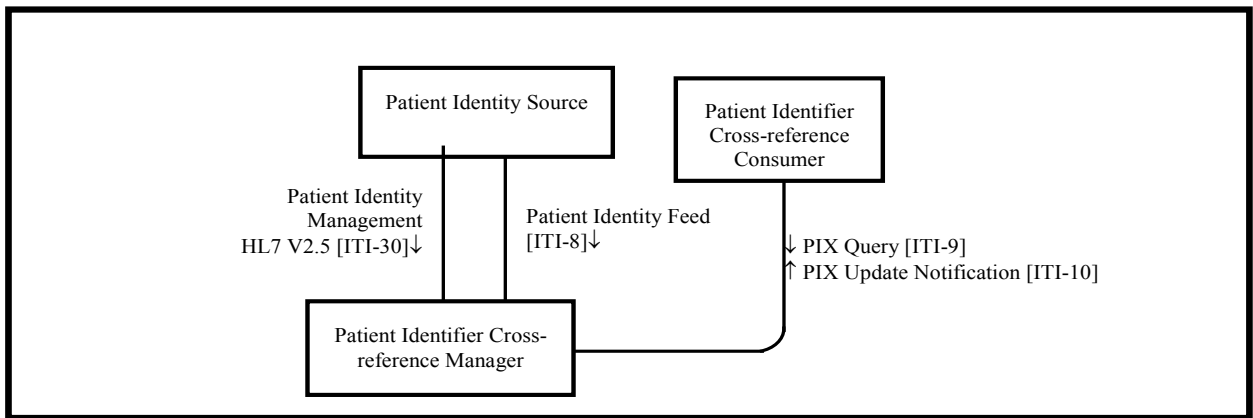 Patient Identity Source
Patient Identifier
Cross-reference
Consumer
Patient Identity
Management
HL7 V2.5 [ITI-30]↓
Patient Identity Feed
[ITI-8]↓
↓ PIX Query [ITI-9]
↑ PIX Update Notification [ITI-10]
Patient Identifier Cross-
reference Manager